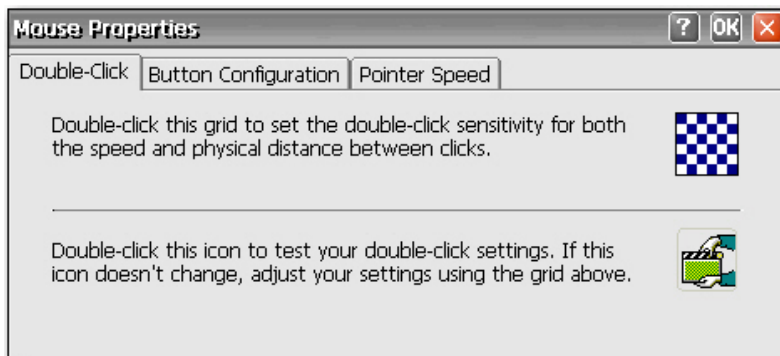 Mouse Properties ? OK X
Double-Click Button Configuration Pointer Speed
Double-click this grid to set the double-click sensitivity for both
the speed and physical distance between clicks.
Double-click this icon to test your double-click settings. If this
icon doesn't change, adjust your settings using the grid above.